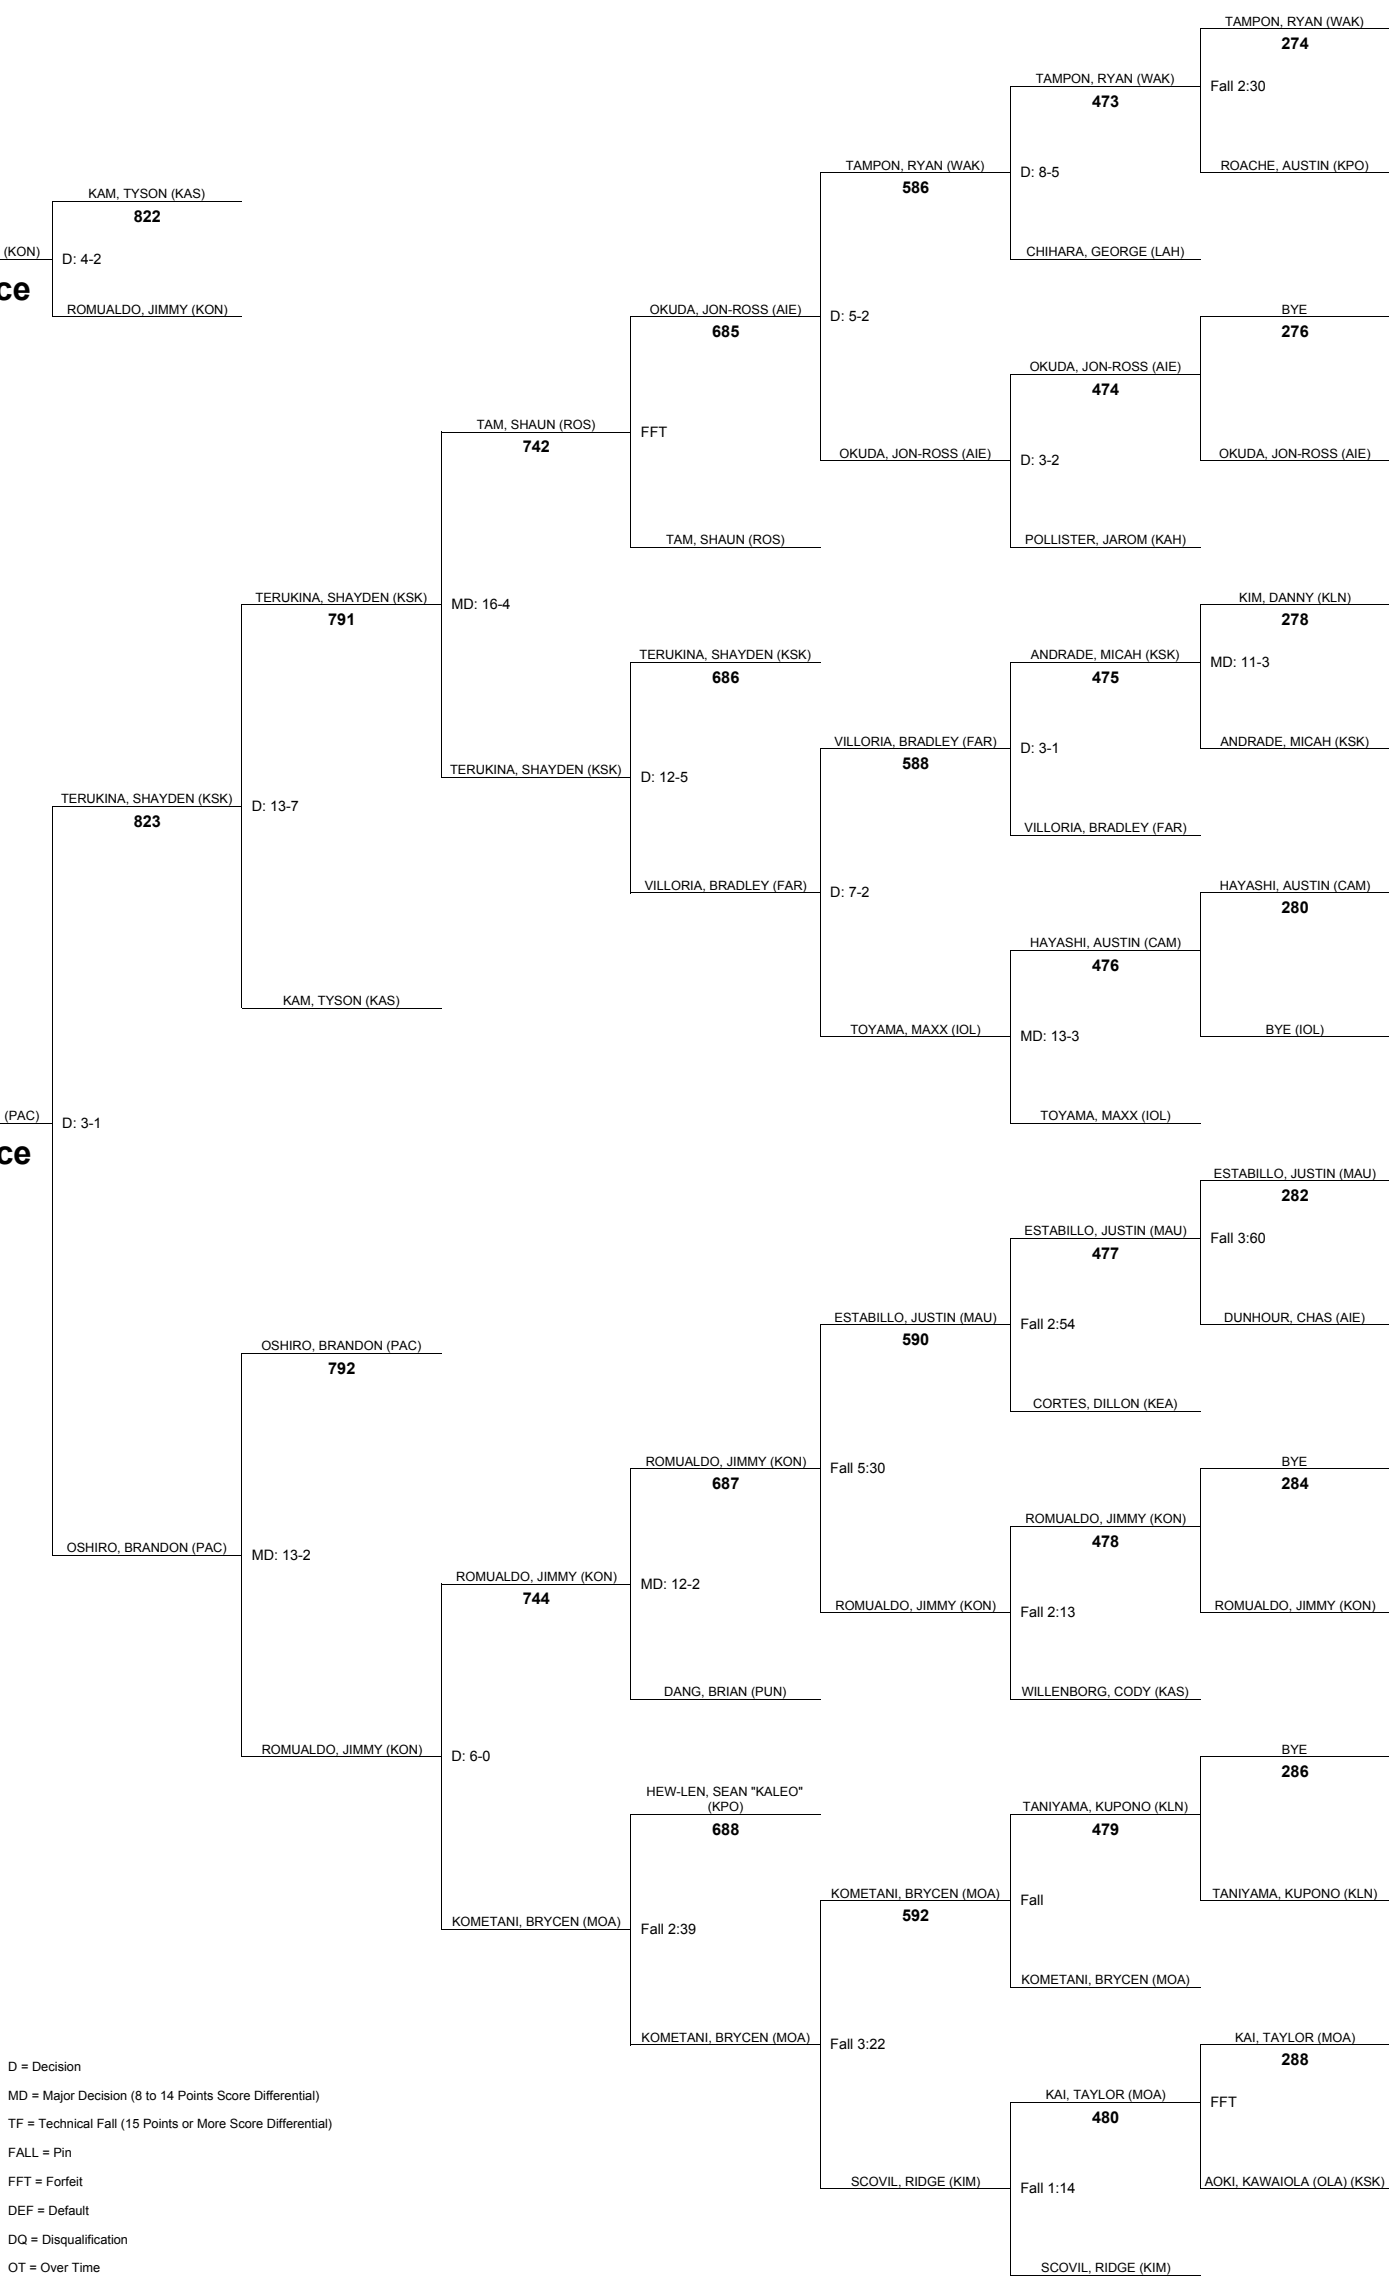 TAMPON, RYAN (WAK)
274
TAMPON, RYAN (WAK)
473
Fall 2:30
TAMPON, RYAN (WAK)
586
D: 8-5
ROACHE, AUSTIN (KPO)
KAM, TYSON (KAS)
822
(KON)
D: 4-2
CHIHARA, GEORGE (LAH)
ce
ROMUALDO, JIMMY (KON)
OKUDA, JON-ROSS (AIE)
685
D: 5-2
BYE
276
OKUDA, JON-ROSS (AIE)
474
TAM, SHAUN (ROS)
742
FFT
OKUDA, JON-ROSS (AIE)
D: 3-2
OKUDA, JON-ROSS (AIE)
TAM, SHAUN (ROS)
POLLISTER, JAROM (KAH)
TERUKINA, SHAYDEN (KSK)
791
MD: 16-4
KIM, DANNY (KLN)
278
TERUKINA, SHAYDEN (KSK)
686
ANDRADE, MICAH (KSK)
475
MD: 11-3
VILLORIA, BRADLEY (FAR)
588
D: 3-1
ANDRADE, MICAH (KSK)
TERUKINA, SHAYDEN (KSK)
D: 12-5
TERUKINA, SHAYDEN (KSK)
823
D: 13-7
VILLORIA, BRADLEY (FAR)
VILLORIA, BRADLEY (FAR)
D: 7-2
HAYASHI, AUSTIN (CAM)
280
HAYASHI, AUSTIN (CAM)
476
KAM, TYSON (KAS)
TOYAMA, MAXX (IOL)
MD: 13-3
BYE (IOL)
(PAC)
D: 3-1
TOYAMA, MAXX (IOL)
ce
ESTABILLO, JUSTIN (MAU)
282
ESTABILLO, JUSTIN (MAU)
477
Fall 3:60
ESTABILLO, JUSTIN (MAU)
590
Fall 2:54
DUNHOUR, CHAS (AIE)
OSHIRO, BRANDON (PAC)
792
CORTES, DILLON (KEA)
ROMUALDO, JIMMY (KON)
687
Fall 5:30
BYE
284
ROMUALDO, JIMMY (KON)
478
OSHIRO, BRANDON (PAC)
MD: 13-2
ROMUALDO, JIMMY (KON)
744
MD: 12-2
ROMUALDO, JIMMY (KON)
Fall 2:13
ROMUALDO, JIMMY (KON)
DANG, BRIAN (PUN)
WILLENBORG, CODY (KAS)
ROMUALDO, JIMMY (KON)
D: 6-0
BYE
286
HEW-LEN, SEAN "KALEO"
(KPO)
688
TANIYAMA, KUPONO (KLN)
479
KOMETANI, BRYCEN (MOA)
592
Fall
TANIYAMA, KUPONO (KLN)
KOMETANI, BRYCEN (MOA)
Fall 2:39
KOMETANI, BRYCEN (MOA)
KOMETANI, BRYCEN (MOA)
Fall 3:22
KAI, TAYLOR (MOA)
288
KAI, TAYLOR (MOA)
480
FFT
SCOVIL, RIDGE (KIM)
Fall 1:14
AOKI, KAWAIOLA (OLA) (KSK)
SCOVIL, RIDGE (KIM)
D = Decision
MD = Major Decision (8 to 14 Points Score Differential)
TF = Technical Fall (15 Points or More Score Differential)
FALL = Pin
FFT = Forfeit
DEF = Default
DQ = Disqualification
OT = Over Time